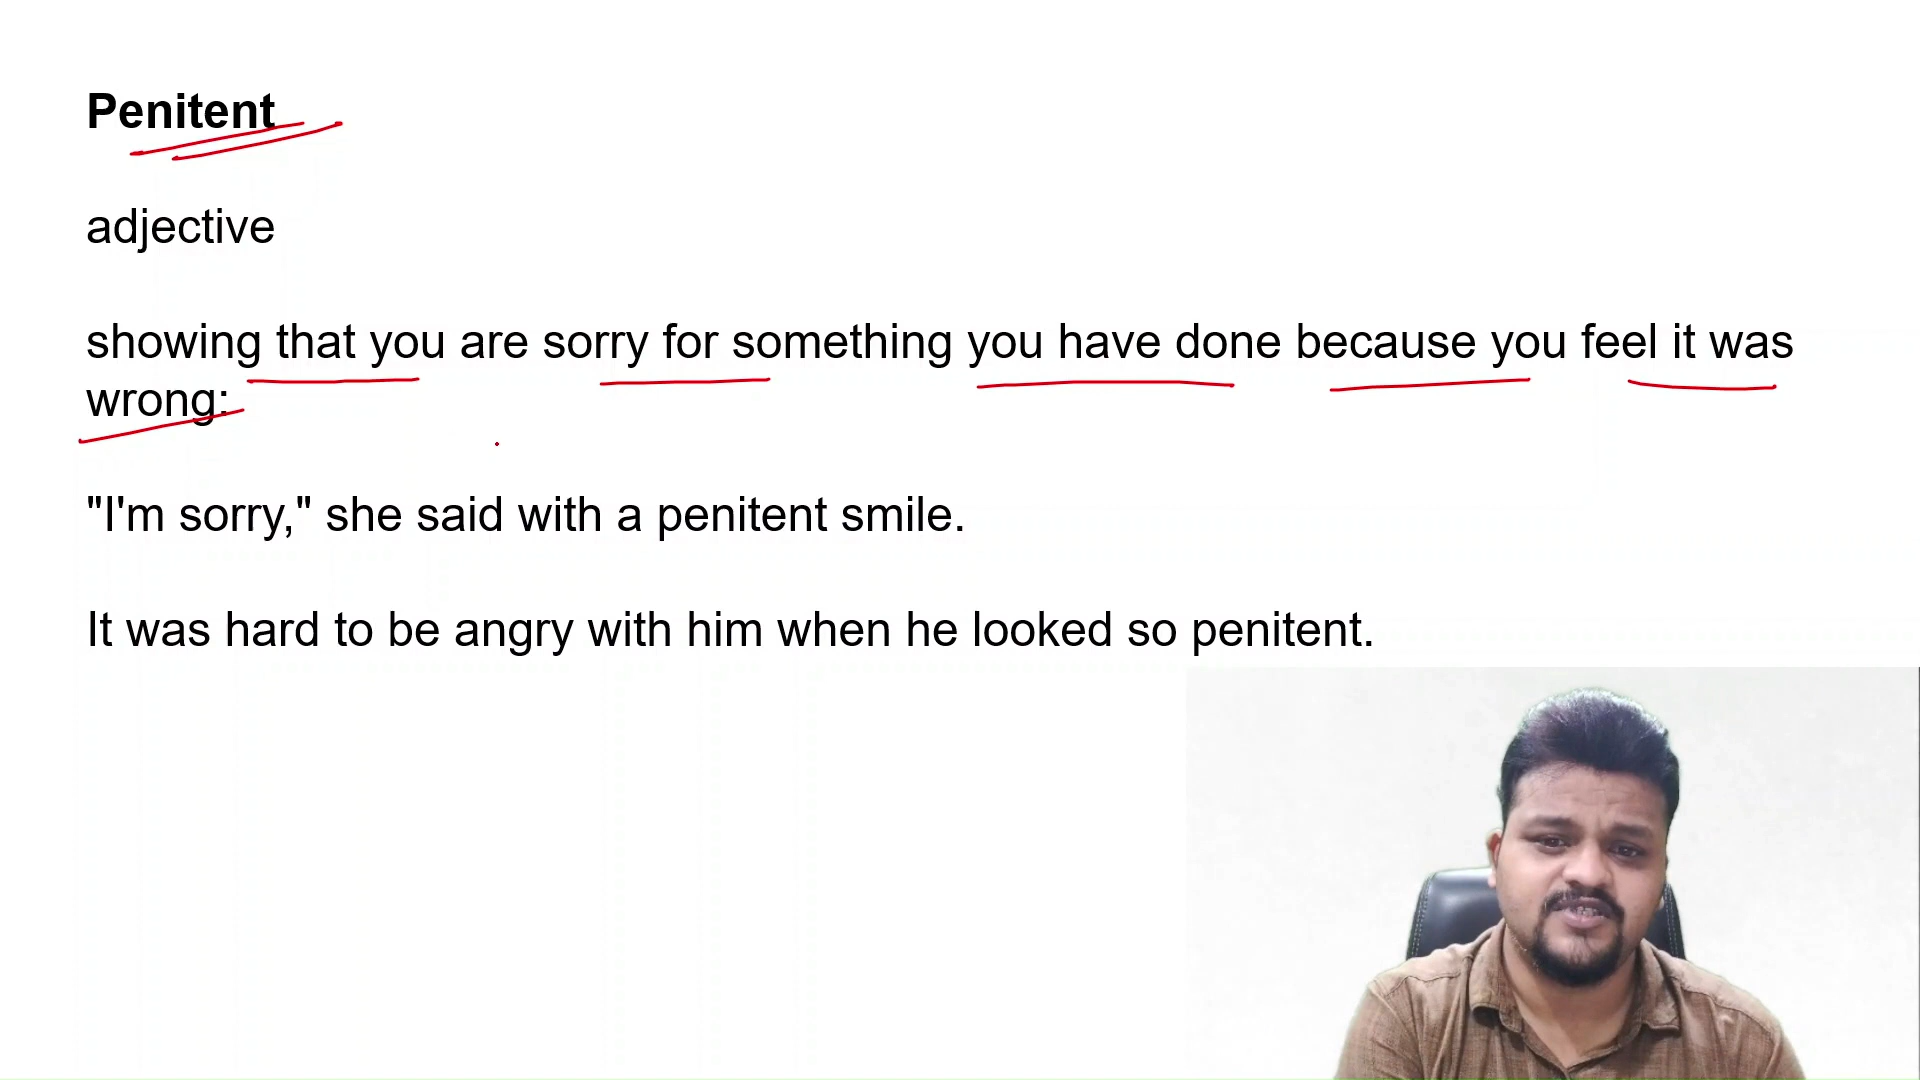 Penitent
adjective
showing that you are sorry for something you have done because you feel it was
wrong:
"I'm sorry," she said with a penitent smile.
It was hard to be angry with him when he looked so penitent.